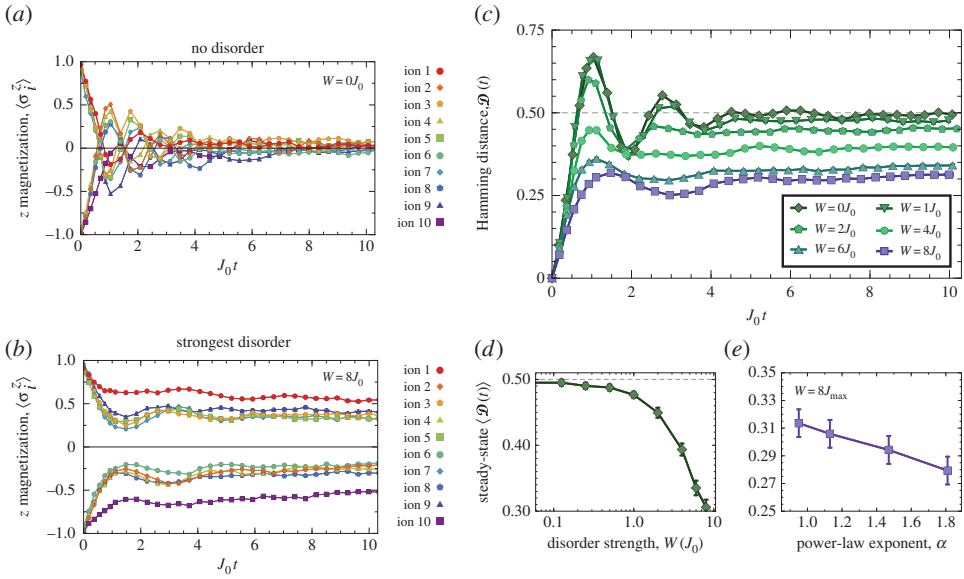 (a)
no disorder
W = 0J0
z magnetization, ⟨σ^z_i⟩
1.0
0.5
0
−0.5
−1.0
0 2 4 6 8 10
J0 t
ion 1
ion 2
ion 3
ion 4
ion 5
ion 6
ion 7
ion 8
ion 9
ion 10
(b)
strongest disorder
W = 8J0
z magnetization, ⟨σ^z_i⟩
1.0
0.5
0
−0.5
−1.0
0 2 4 6 8 10
J0 t
ion 1
ion 2
ion 3
ion 4
ion 5
ion 6
ion 7
ion 8
ion 9
ion 10
(c)
Hamming distance, 𝒟 (t)
0.75
0.50
0.25
0
0 2 4 6 8 10
J0 t
W = 0J0 W = 1J0
W = 2J0 W = 4J0
W = 6J0 W = 8J0
(d)
steady-state ⟨𝒟 (t)⟩
0.50
0.40
0.30
0.1 1.0 10.0
disorder strength, W (J0)
(e)
W = 8Jmax
0.33
0.31
0.29
0.27
0.25
1.0 1.2 1.4 1.6 1.8
power-law exponent, α